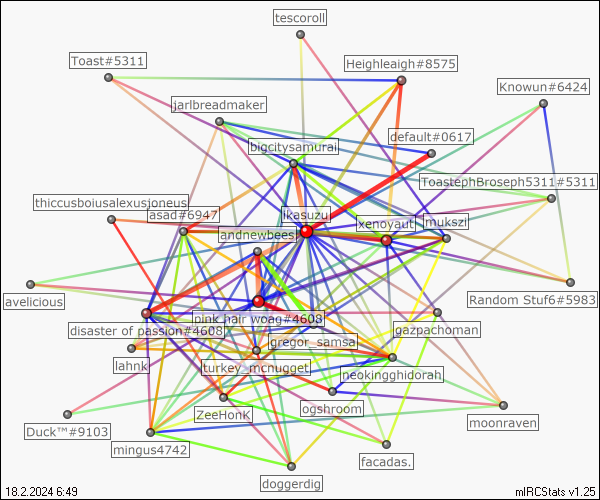 tescoroll
Toast#5311
Heighleaigh#8575
Knowun#6424
jarlbreadmaker
default#0617
bigcitysamurai
ToastephBroseph5311#5311
thiccusboiusalexusjoneus
asad#6947
ikasuzu
xenoyaut
mukszi
andrewbees
avelicious
Random Stuf6#5983
pink hair woag#4608
disaster of passion#4608
gazpachoman
gregor_samsa
lahnk
turkey_mcnugget
neokingghidorah
ZeeHonK
ogshroom
moonraven
Duck™#9103
mingus4742
facadas.
doggerdig
18.2.2024 6:49
mIRCStats v1.25